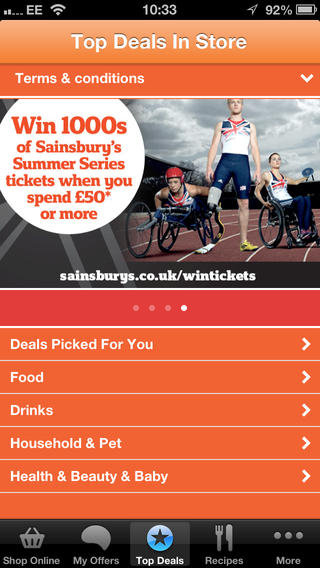 EE 10:33 92%
Top Deals In Store
Terms & conditions
Win 1000s
of Sainsbury's
Summer Series
tickets when you
spend £50*
or more
sainsburys.co.uk/wintickets
Deals Picked For You
Food
Drinks
Household & Pet
Health & Beauty & Baby
Shop Online My Offers Top Deals Recipes More